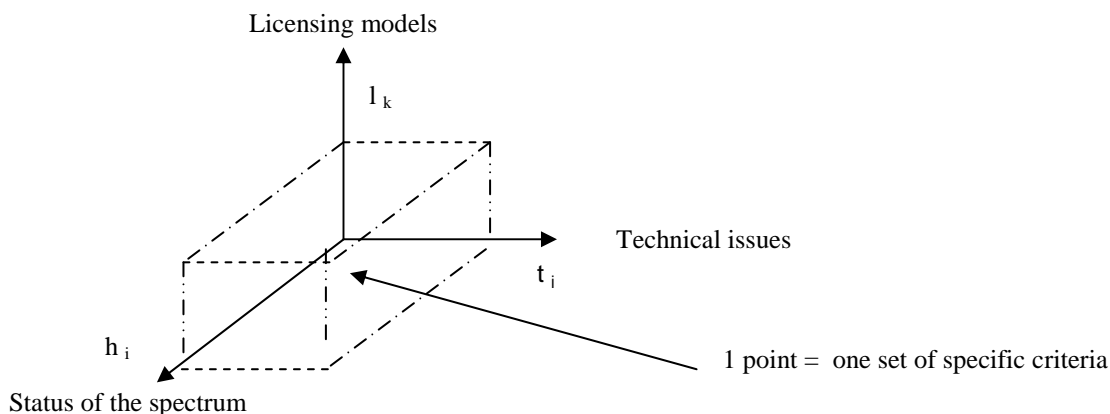 Licensing models
l k
Technical issues
t j
h i
1 point = one set of specific criteria
Status of the spectrum